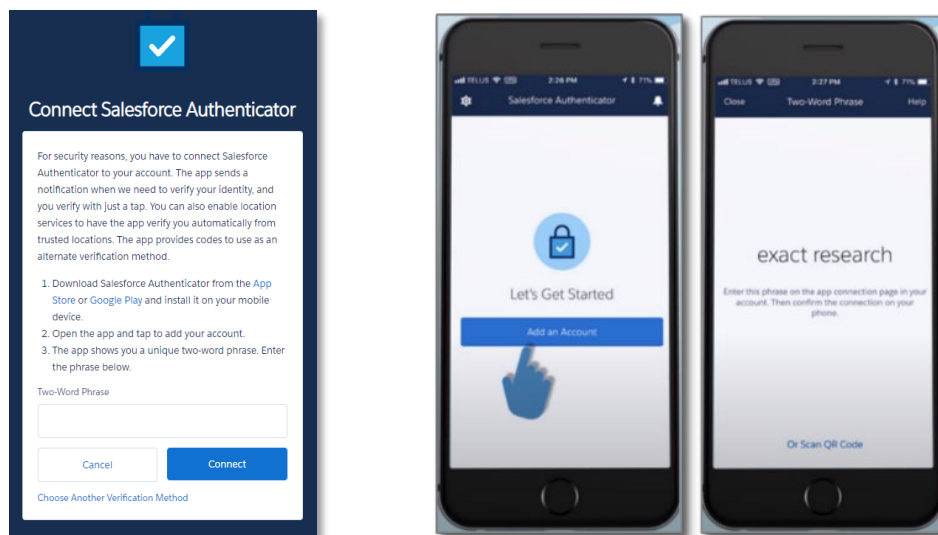 Connect Salesforce Authenticator
For security reasons, you have to connect Salesforce
Authenticator to your account. The app sends a
notification when we need to verify your identity, and
you verify with just a tap. You can also enable location
services to have the app verify you automatically from
trusted locations. The app provides codes to use as an
alternate verification method.
1. Download Salesforce Authenticator from the App
Store or Google Play and install it on your mobile
device.
2. Open the app and tap to add your account.
3. The app shows you a unique two-word phrase. Enter
the phrase below.
Two-Word Phrase
Cancel
Connect
Choose Another Verification Method
TELUS 2:26 PM 71%
Salesforce Authenticator
Let's Get Started
Add an Account
TELUS 2:27 PM 71%
Close Two-Word Phrase Help
exact research
Enter this phrase on the app connection page in your
account. Then confirm the connection on your
phone.
Or Scan QR Code